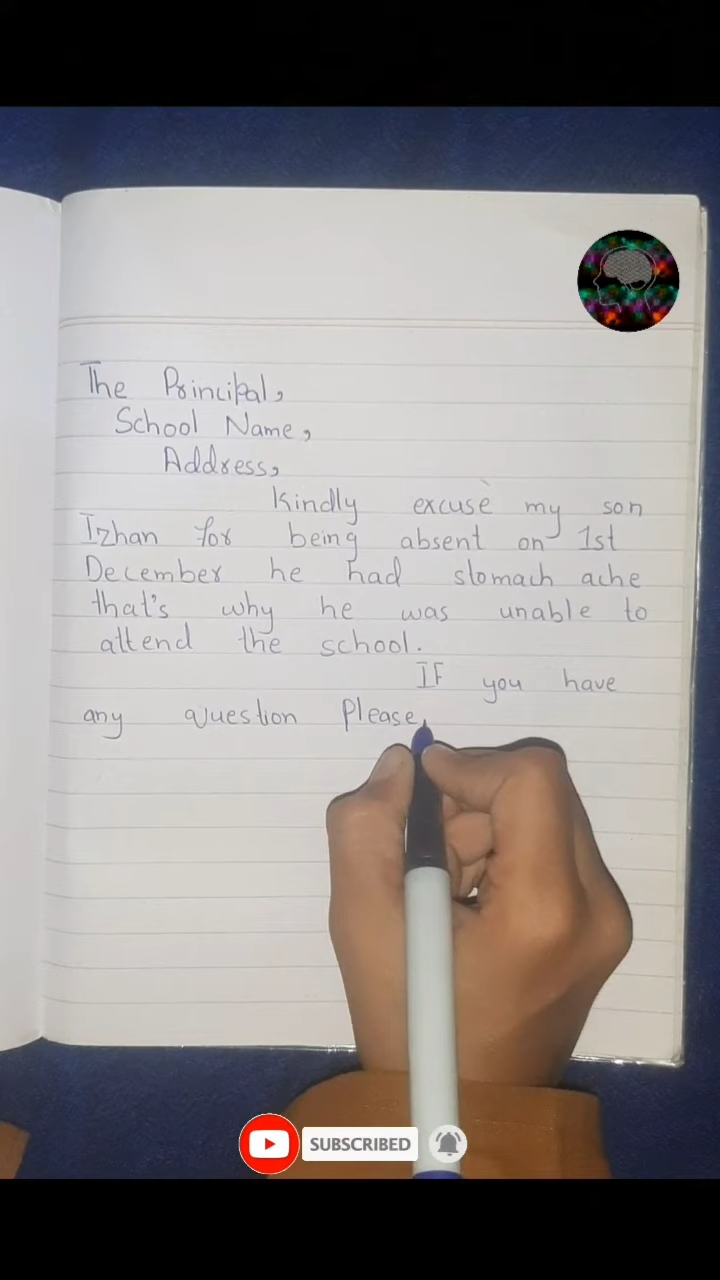 The Principal,
School Name,
Address,
Kindly excuse my son
Izhan for being absent on 1st
December he had stomach ache
that's why he was unable to
attend the school.
IF you have
any question Please,
SUBSCRIBED